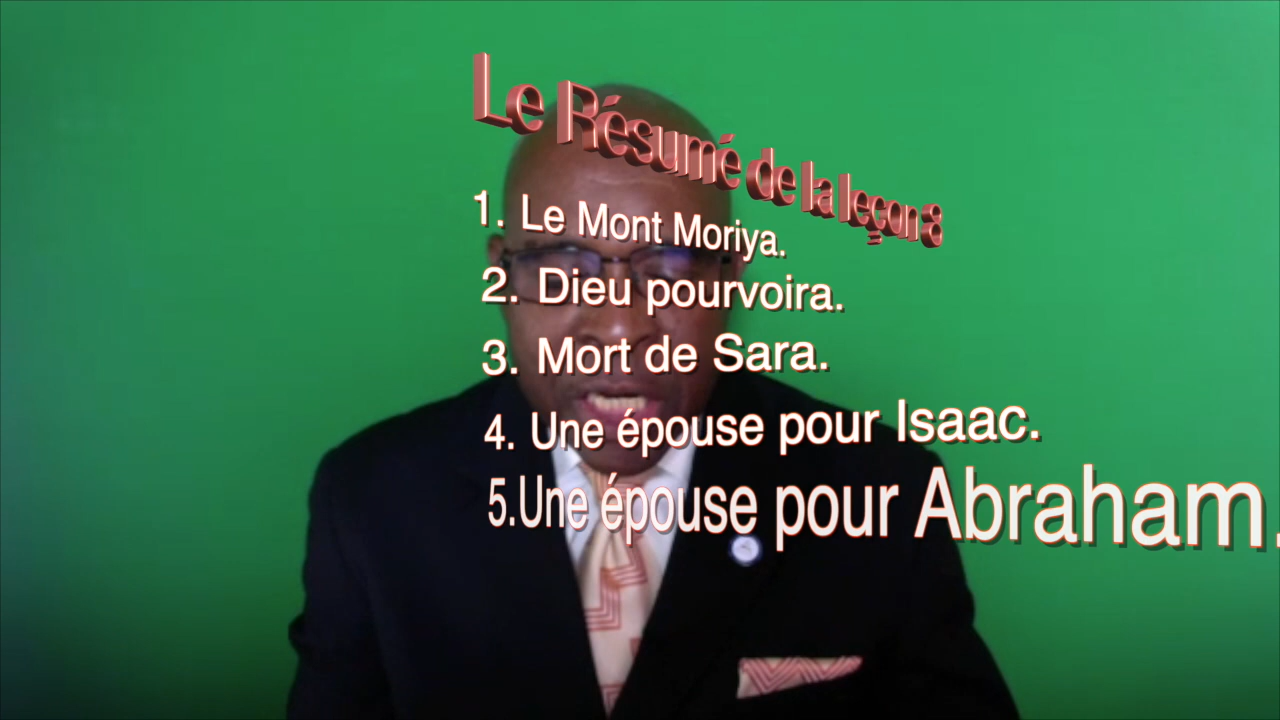 Le Résumé de la leçon 8
1. Le Mont Moriya.
2. Dieu pourvoira.
3. Mort de Sara.
4. Une épouse pour Isaac.
5.Une épouse pour Abraham.